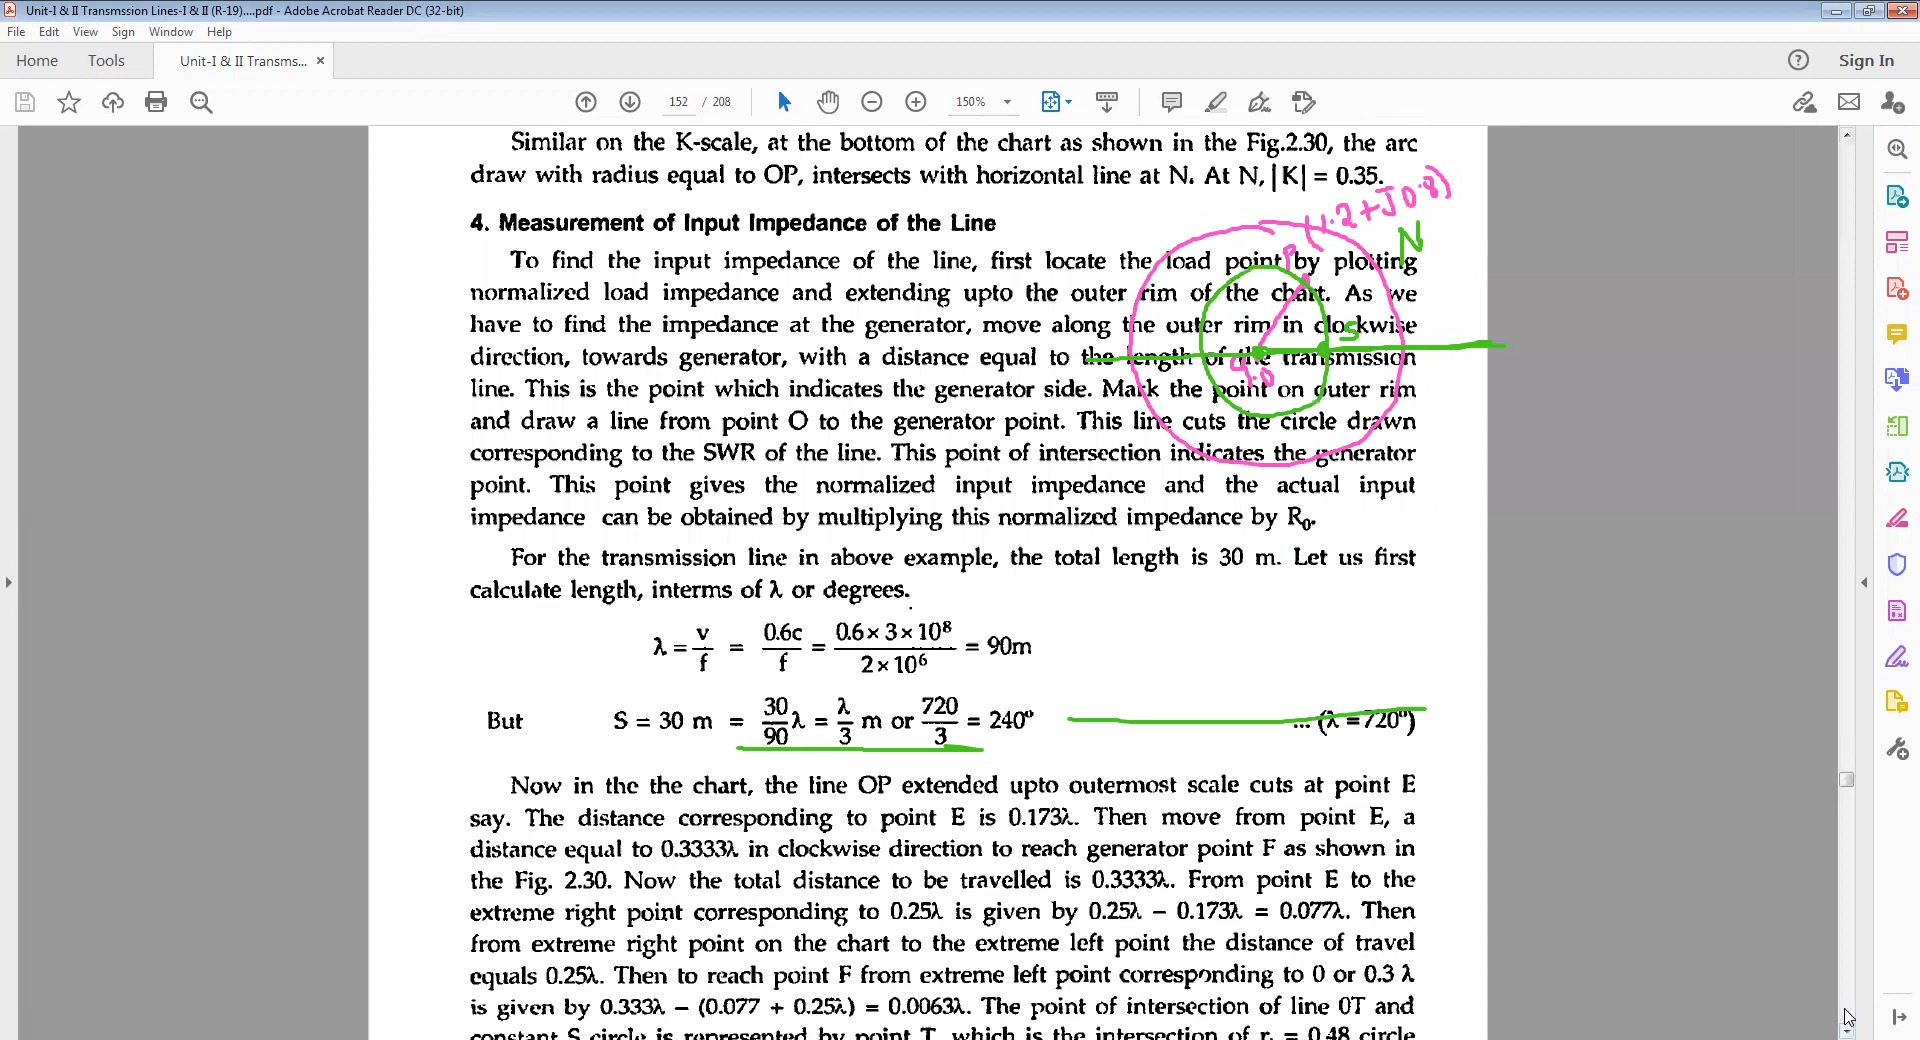 Unit-I & II Transmssion Lines-I & II (R-19)....pdf - Adobe Acrobat Reader DC (32-bit)
File Edit View Sign Window Help
Home Tools Unit-I & II Transms... × Sign In
152 / 208 150%
Similar on the K-scale, at the bottom of the chart as shown in the Fig.2.30, the arc
draw with radius equal to OP, intersects with horizontal line at N. At N, |K| = 0.35.
(1.2 + J0.8)
4. Measurement of Input Impedance of the Line
N
P
To find the input impedance of the line, first locate the load point by plotting
normalized load impedance and extending upto the outer rim of the chart. As we
have to find the impedance at the generator, move along the outer rim in clockwise
S
direction, towards generator, with a distance equal to the length of the transmission
line. This is the point which indicates the generator side. Mark the point on outer rim
and draw a line from point O to the generator point. This line cuts the circle drawn
corresponding to the SWR of the line. This point of intersection indicates the generator
point. This point gives the normalized input impedance and the actual input
impedance can be obtained by multiplying this normalized impedance by R₀.
For the transmission line in above example, the total length is 30 m. Let us first
calculate length, interms of λ or degrees.
λ = v/f = 0.6c/f = 0.6 × 3 × 10⁸ / 2 × 10⁶ = 90m
But S = 30 m = 30/90 λ = λ/3 m or 720/3 = 240° ... (λ = 720°)
Now in the the chart, the line OP extended upto outermost scale cuts at point E
say. The distance corresponding to point E is 0.173λ. Then move from point E, a
distance equal to 0.3333λ in clockwise direction to reach generator point F as shown in
the Fig. 2.30. Now the total distance to be travelled is 0.3333λ. From point E to the
extreme right point corresponding to 0.25λ is given by 0.25λ – 0.173λ = 0.077λ. Then
from extreme right point on the chart to the extreme left point the distance of travel
equals 0.25λ. Then to reach point F from extreme left point corresponding to 0 or 0.3 λ
is given by 0.333λ – (0.077 + 0.25λ) = 0.0063λ. The point of intersection of line 0T and
constant S circle is represented by point T, which is the intersection of rᵢ = 0.48 circle